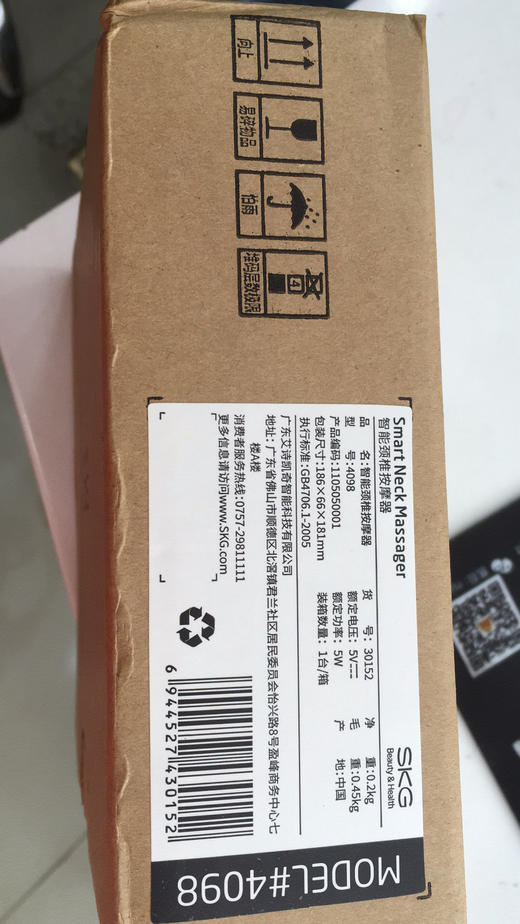 向上
易碎物品
怕雨
4
堆码层数极限
Smart Neck Massager
智能颈椎按摩器
SKG
Beauty & Health
品 名:智能颈椎按摩器 货 号: 30152 净 重:0.2kg
型 号:4098 额定电压: 5V 毛 重:0.45kg
产品编码:1105050001 额定功率: 5W 产 地:中国
包装尺寸:186×66×181mm 装箱数量: 1台/箱
执行标准:GB4706.1-2005
广东艾诗凯奇智能科技有限公司
地址:广东省佛山市顺德区北滘镇君兰社区居民委员会怡兴路8号盈峰商务中心七
楼A楼
消费者服务热线:0757-29811111
更多信息请访问www.SKG.com
6 944527 430152
MODEL#4098